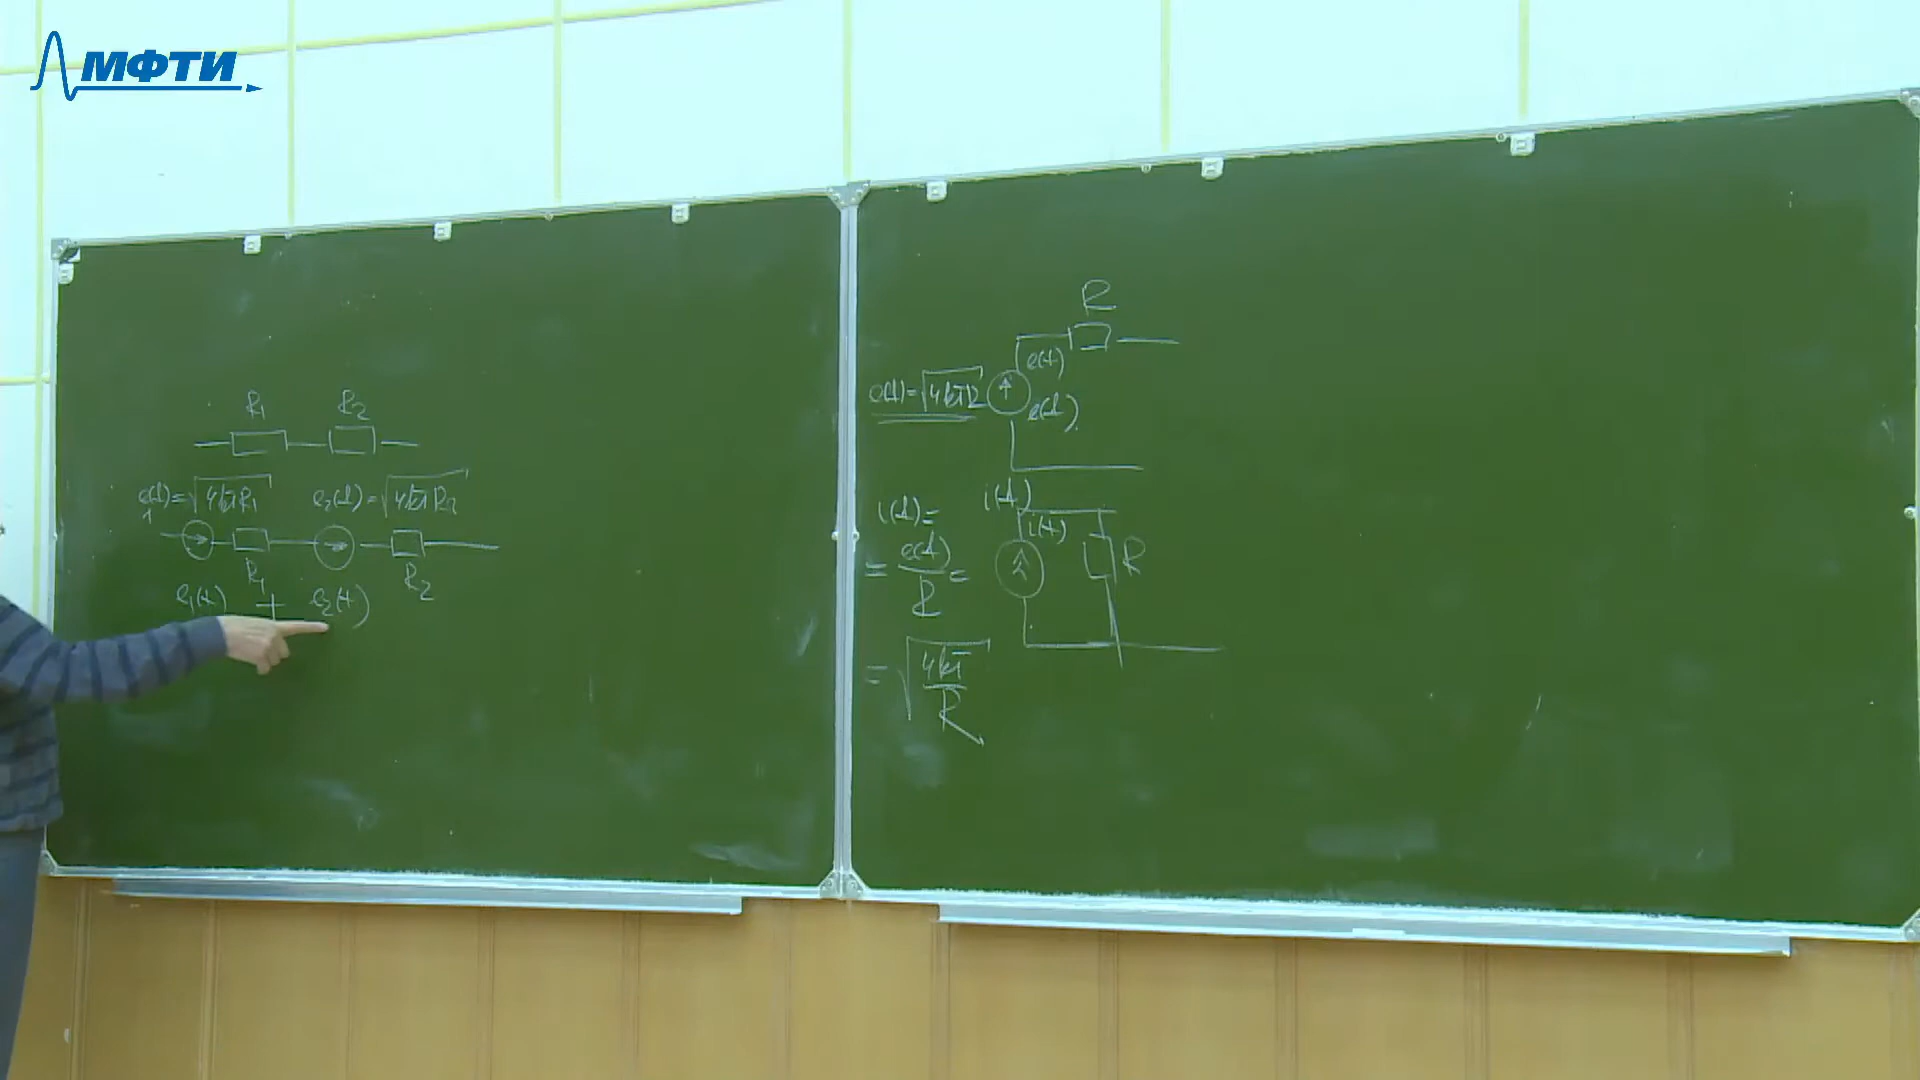 МФТИ
R₁ R₂
e₁(f)=√4kTR₁ e₂(f)=√4kTR₂
R₁ R₂
e₁(t) + e₂(t)
R
e(t)
e(f)=√4kTR e(f).
i(f)
i(f)= i(t)
= e(f)/R = R
= √4kT/R